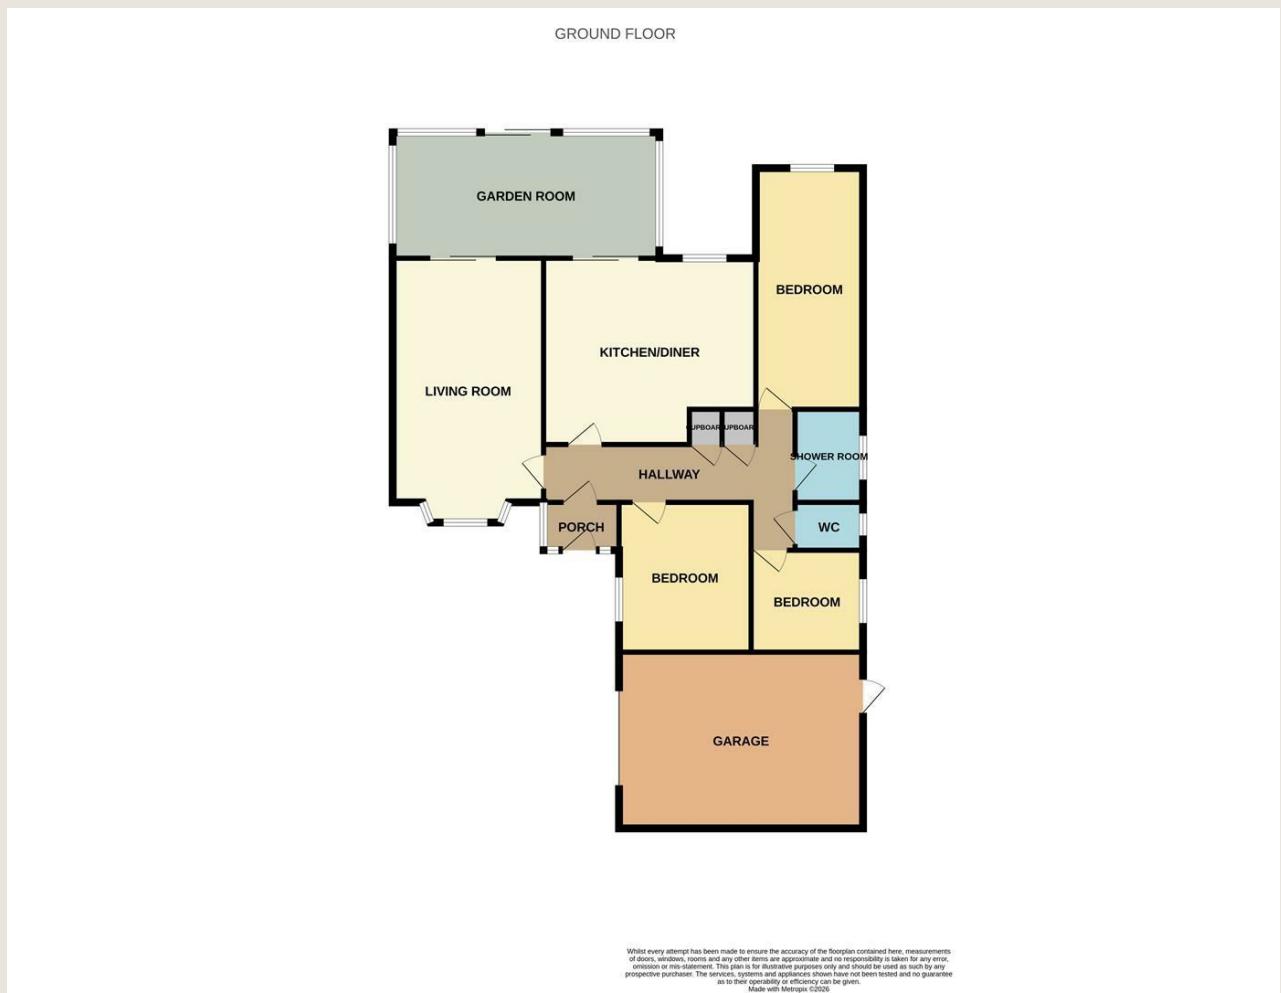 GROUND FLOOR
GARDEN ROOM
BEDROOM
KITCHEN/DINER
LIVING ROOM
UPBOAR UPBOAR
SHOWER ROOM
HALLWAY
PORCH
WC
BEDROOM
BEDROOM
GARAGE
Whilst every attempt has been made to ensure the accuracy of the floorplan contained here, measurements
of doors, windows, rooms and any other items are approximate and no responsibility is taken for any error,
omission or mis-statement. This plan is for illustrative purposes only and should be used as such by any
prospective purchaser. The services, systems and appliances shown have not been tested and no guarantee
as to their operability or efficiency can be given.
Made with Metropix ©2026